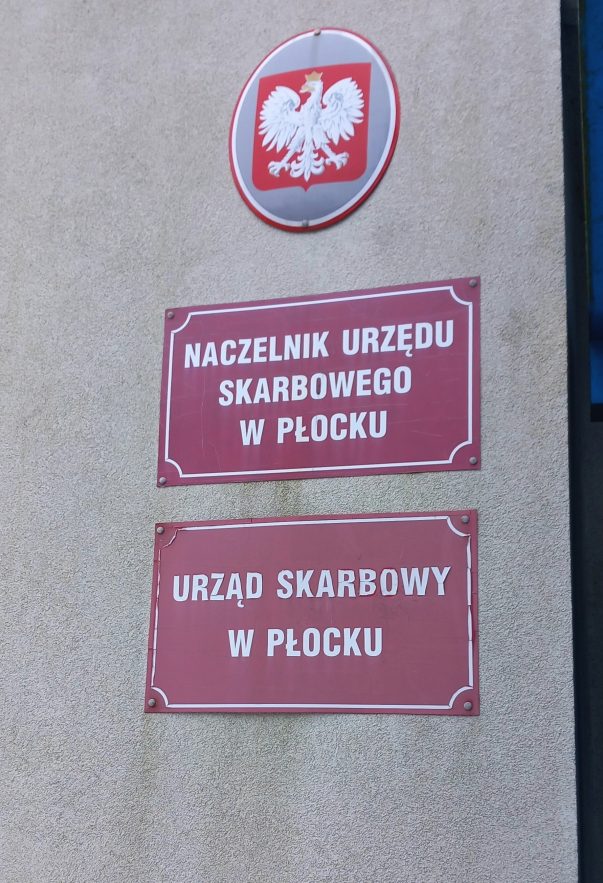 NACZELNIK URZĘDU
SKARBOWEGO
W PŁOCKU
URZĄD SKARBOWY
W PŁOCKU